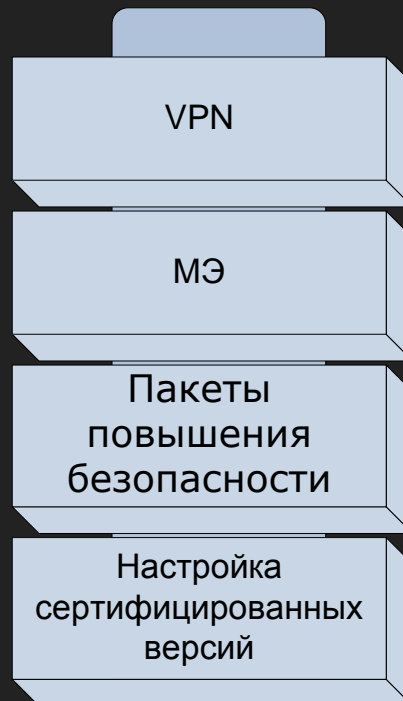 VPN
МЭ
Пакеты
повышения
безопасности
Настройка
сертифицированных
версий